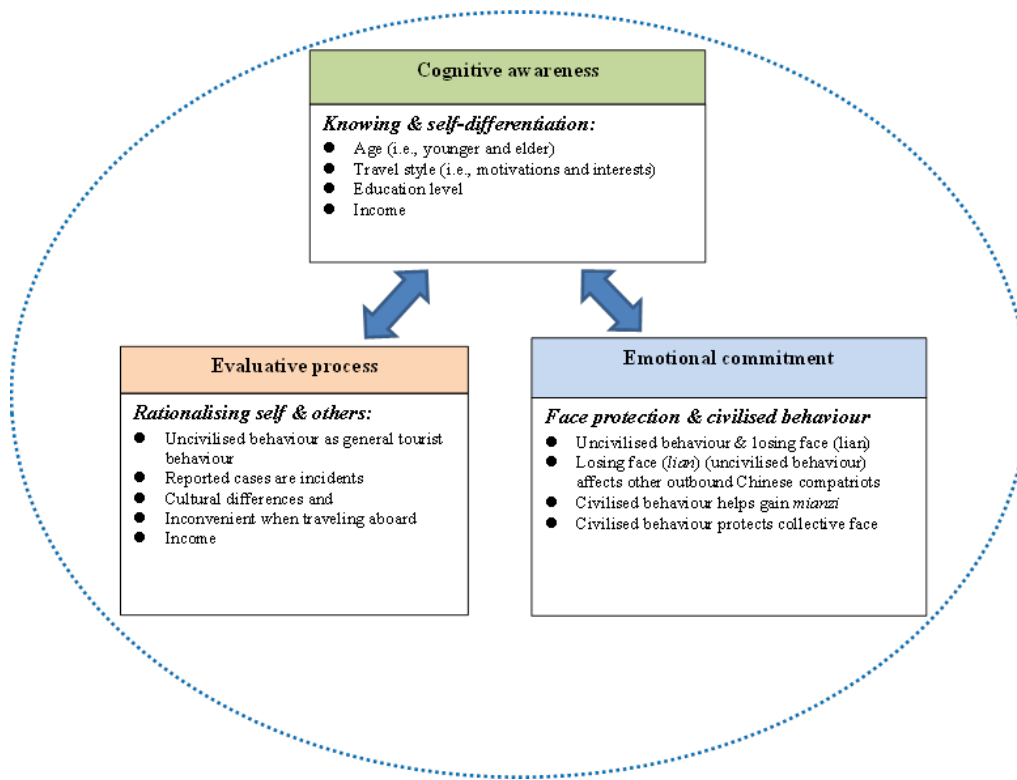 Cognitive awareness
Knowing & self-differentiation:
● Age (i.e., younger and elder)
● Travel style (i.e., motivations and interests)
● Education level
● Income
Evaluative process
Rationalising self & others:
● Uncivilised behaviour as general tourist
behaviour
● Reported cases are incidents
● Cultural differences and
● Inconvenient when traveling aboard
● Income
Emotional commitment
Face protection & civilised behaviour
● Uncivilised behaviour & losing face (lian)
● Losing face (lian) (uncivilised behaviour)
affects other outbound Chinese compatriots
● Civilised behaviour helps gain mianzi
● Civilised behaviour protects collective face